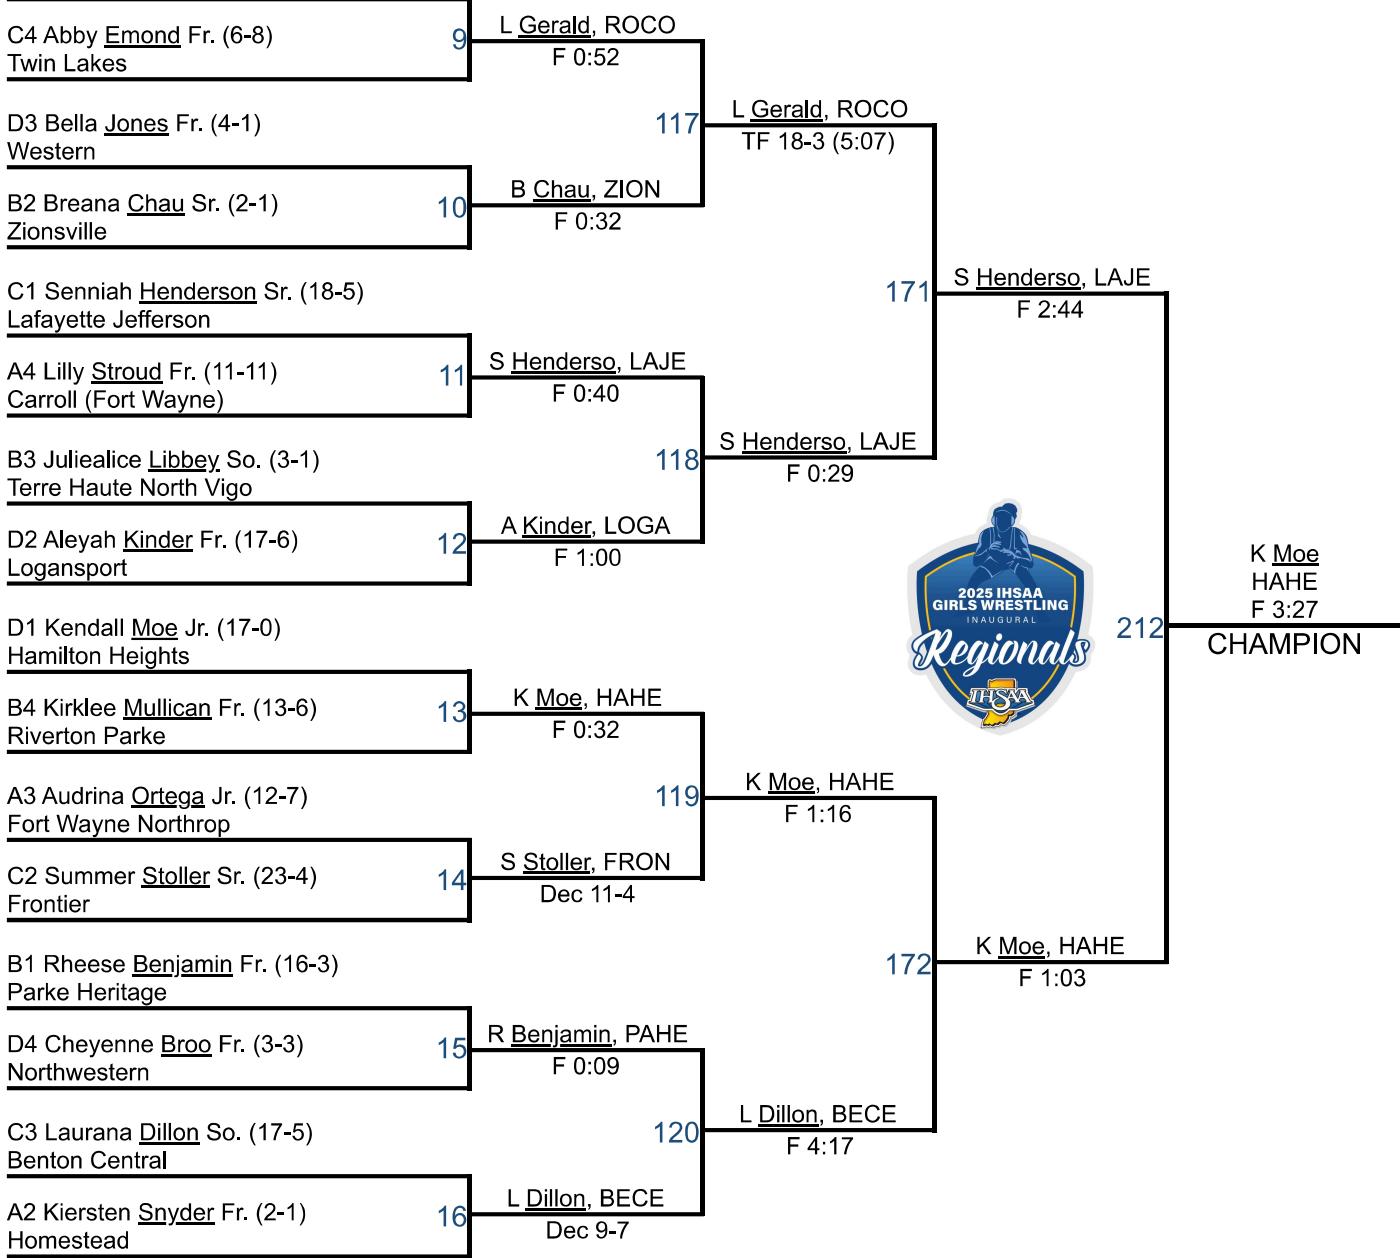 C4 Abby Emond Fr. (6-8)
Twin Lakes
9
L Gerald, ROCO
F 0:52
D3 Bella Jones Fr. (4-1)
Western
117
L Gerald, ROCO
TF 18-3 (5:07)
B2 Breana Chau Sr. (2-1)
Zionsville
10
B Chau, ZION
F 0:32
C1 Senniah Henderson Sr. (18-5)
Lafayette Jefferson
171
S Henderso, LAJE
F 2:44
A4 Lilly Stroud Fr. (11-11)
Carroll (Fort Wayne)
11
S Henderso, LAJE
F 0:40
B3 Juliealice Libbey So. (3-1)
Terre Haute North Vigo
118
S Henderso, LAJE
F 0:29
D2 Aleyah Kinder Fr. (17-6)
Logansport
12
A Kinder, LOGA
F 1:00
2025 IHSAA
GIRLS WRESTLING
INAUGURAL
Regionals
IHSAA
212
K Moe
HAHE
F 3:27
CHAMPION
D1 Kendall Moe Jr. (17-0)
Hamilton Heights
B4 Kirklee Mullican Fr. (13-6)
Riverton Parke
13
K Moe, HAHE
F 0:32
A3 Audrina Ortega Jr. (12-7)
Fort Wayne Northrop
119
K Moe, HAHE
F 1:16
C2 Summer Stoller Sr. (23-4)
Frontier
14
S Stoller, FRON
Dec 11-4
B1 Rheese Benjamin Fr. (16-3)
Parke Heritage
172
K Moe, HAHE
F 1:03
D4 Cheyenne Broo Fr. (3-3)
Northwestern
15
R Benjamin, PAHE
F 0:09
C3 Laurana Dillon So. (17-5)
Benton Central
120
L Dillon, BECE
F 4:17
A2 Kiersten Snyder Fr. (2-1)
Homestead
16
L Dillon, BECE
Dec 9-7